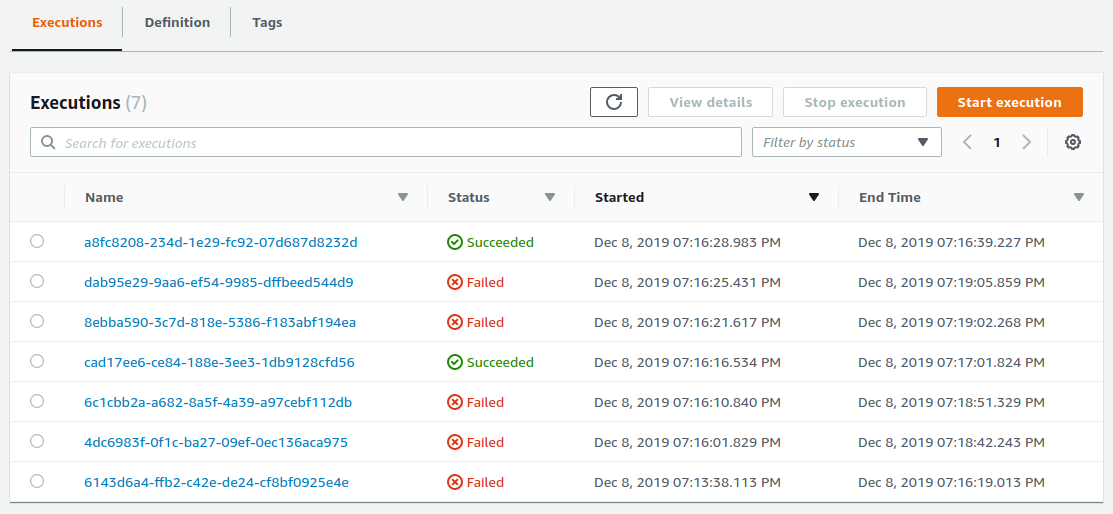 Executions Definition Tags
Executions (7) View details Stop execution Start execution
Search for executions Filter by status 1
Name Status Started End Time
a8fc8208-234d-1e29-fc92-07d687d8232d Succeeded Dec 8, 2019 07:16:28.983 PM Dec 8, 2019 07:16:39.227 PM
dab95e29-9aa6-ef54-9985-dffbeed544d9 Failed Dec 8, 2019 07:16:25.431 PM Dec 8, 2019 07:19:05.859 PM
8ebba590-3c7d-818e-5386-f183abf194ea Failed Dec 8, 2019 07:16:21.617 PM Dec 8, 2019 07:19:02.268 PM
cad17ee6-ce84-188e-3ee3-1db9128cfd56 Succeeded Dec 8, 2019 07:16:16.534 PM Dec 8, 2019 07:17:01.824 PM
6c1cbb2a-a682-8a5f-4a39-a97cebf112db Failed Dec 8, 2019 07:16:10.840 PM Dec 8, 2019 07:18:51.329 PM
4dc6983f-0f1c-ba27-09ef-0ec136aca975 Failed Dec 8, 2019 07:16:01.829 PM Dec 8, 2019 07:18:42.243 PM
6143d6a4-ffb2-c42e-de24-cf8bf0925e4e Failed Dec 8, 2019 07:13:38.113 PM Dec 8, 2019 07:16:19.013 PM